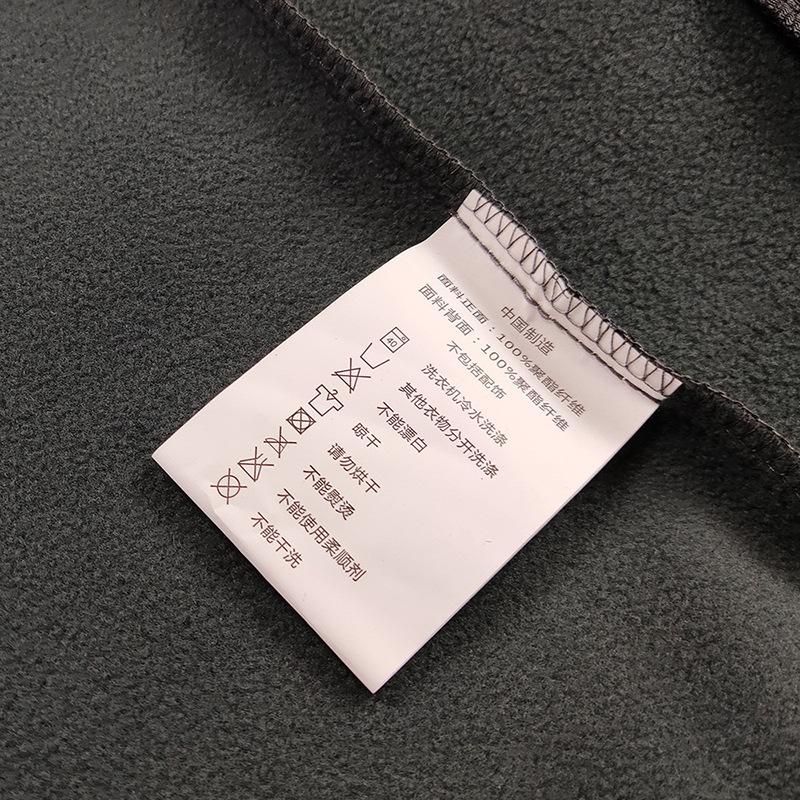 中国制造
面料正面：100%聚酯纤维
面料背面：100%聚酯纤维
不包括配饰
40
洗衣机冷水洗涤
其他衣物分开洗涤
不能漂白
晾干
请勿烘干
不能熨烫
不能使用柔顺剂
不能干洗